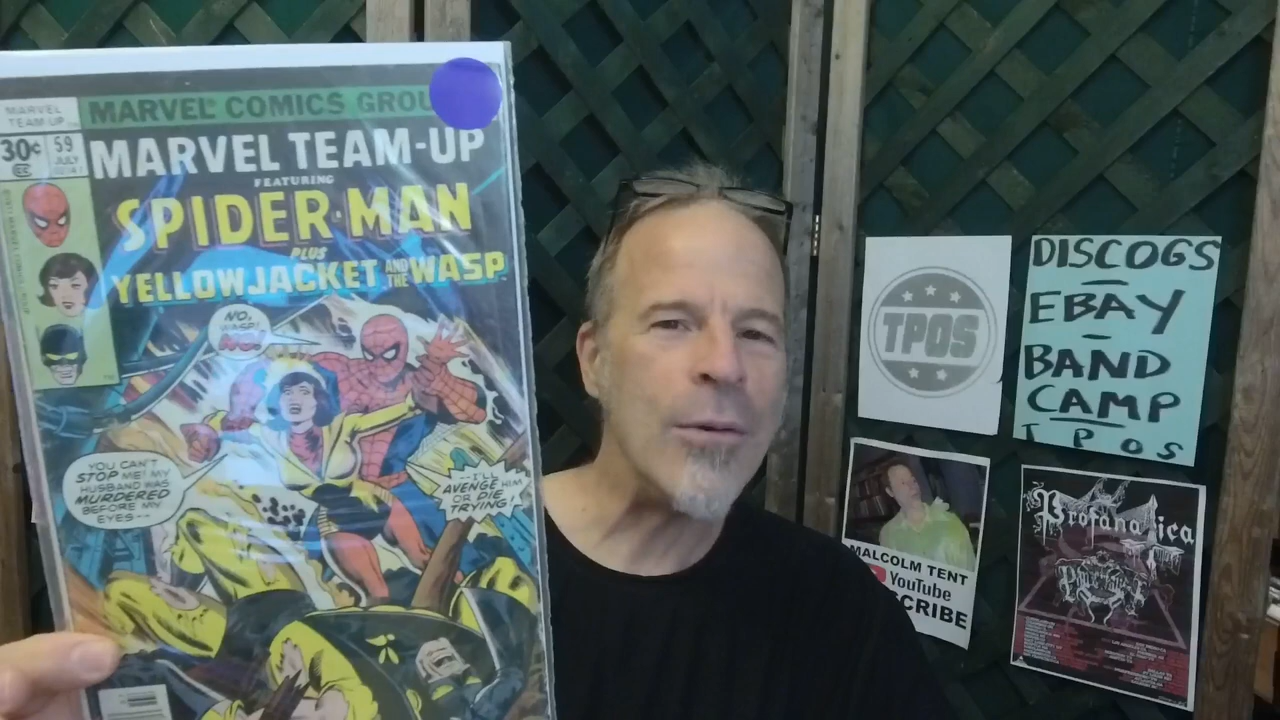 MARVEL TEAM-UP
30¢
59
JULY
MARVEL COMICS GROU
MARVEL TEAM-UP
FEATURING
SPIDER-MAN
PLUS
YELLOWJACKET AND THE WASP
NO, WASP! NO!
YOU CAN'T
STOP ME! MY
HUSBAND WAS
MURDERED
BEFORE MY
EYES--
--I'LL
AVENGE HIM
OR DIE
TRYING!
TPOS
DISCOGS
EBAY
BAND
CAMP
TPOS
MALCOLM TENT
YouTube
SCRIBE
Profanatica